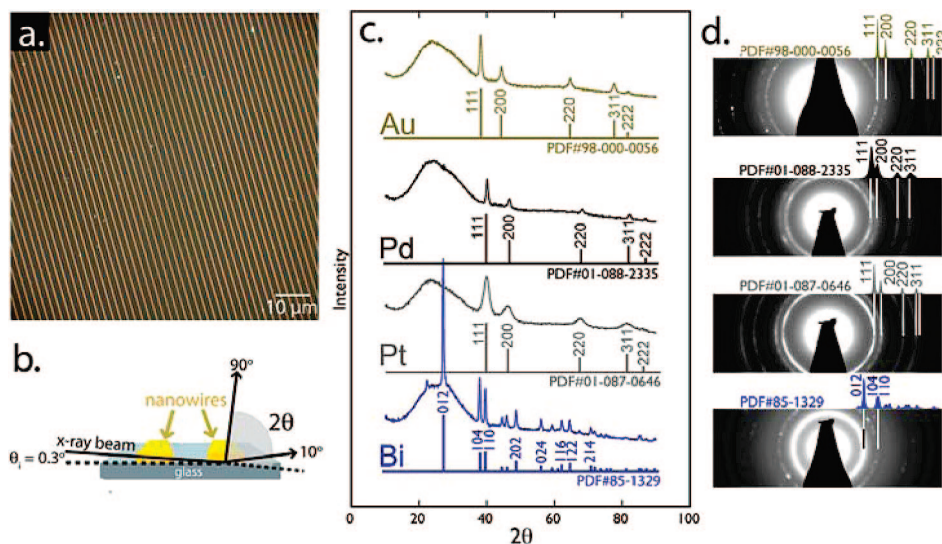 a.
10 µm
b.
90°
nanowires
2θ
x-ray beam
θi = 0.3°
10°
glass
c.
Intensity
111
200
220
311
222
Au
PDF#98-000-0056
111
200
220
311
222
Pd
PDF#01-088-2335
111
200
220
311
222
Pt
PDF#01-087-0646
012
104
110
202
024
116
122
214
Bi
PDF#85-1329
0 20 40 60 80 100
2θ
d.
111
200
220
311
222
PDF#98-000-0056
111
200
220
311
PDF#01-088-2335
111
200
220
311
PDF#01-087-0646
012
104
110
PDF#85-1329